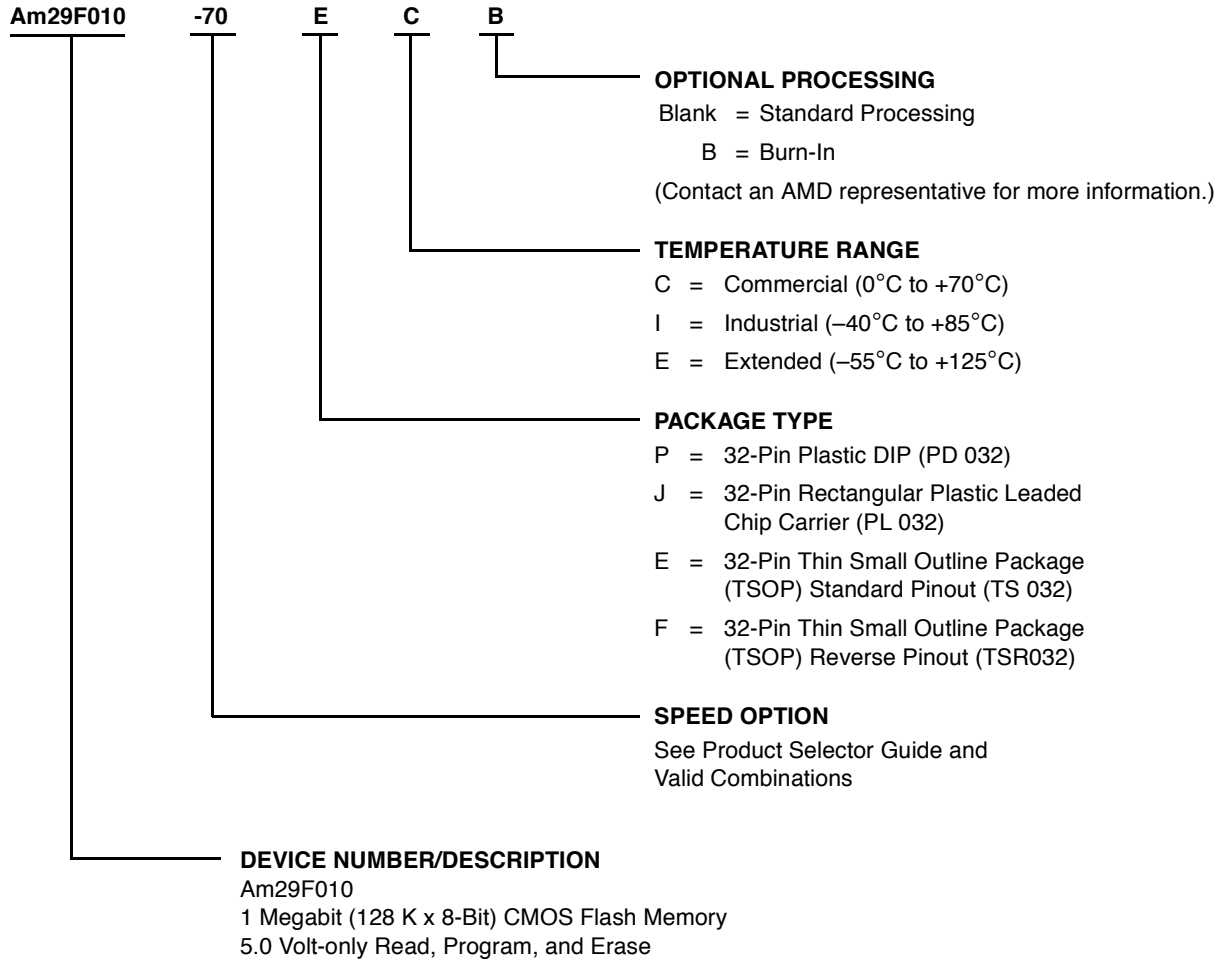 Am29F010 -70 E C B
OPTIONAL PROCESSING
Blank = Standard Processing
B = Burn-In
(Contact an AMD representative for more information.)
TEMPERATURE RANGE
C = Commercial (0°C to +70°C)
I = Industrial (–40°C to +85°C)
E = Extended (–55°C to +125°C)
PACKAGE TYPE
P = 32-Pin Plastic DIP (PD 032)
J = 32-Pin Rectangular Plastic Leaded
Chip Carrier (PL 032)
E = 32-Pin Thin Small Outline Package
(TSOP) Standard Pinout (TS 032)
F = 32-Pin Thin Small Outline Package
(TSOP) Reverse Pinout (TSR032)
SPEED OPTION
See Product Selector Guide and
Valid Combinations
DEVICE NUMBER/DESCRIPTION
Am29F010
1 Megabit (128 K x 8-Bit) CMOS Flash Memory
5.0 Volt-only Read, Program, and Erase